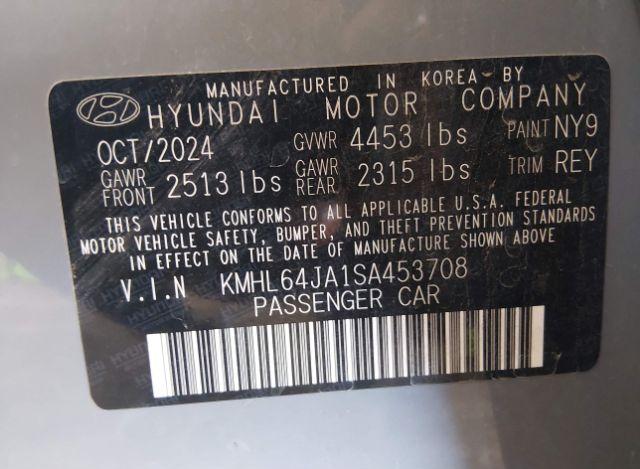 MANUFACTURED IN KOREA BY
HYUNDAI MOTOR COMPANY
OCT/2024 GVWR 4453 lbs PAINT NY9
GAWR FRONT 2513 lbs GAWR REAR 2315 lbs TRIM REY
THIS VEHICLE CONFORMS TO ALL APPLICABLE U.S.A. FEDERAL
MOTOR VEHICLE SAFETY, BUMPER, AND THEFT PREVENTION STANDARDS
IN EFFECT ON THE DATE OF MANUFACTURE SHOWN ABOVE
V.I.N KMHL64JA1SA453708
PASSENGER CAR